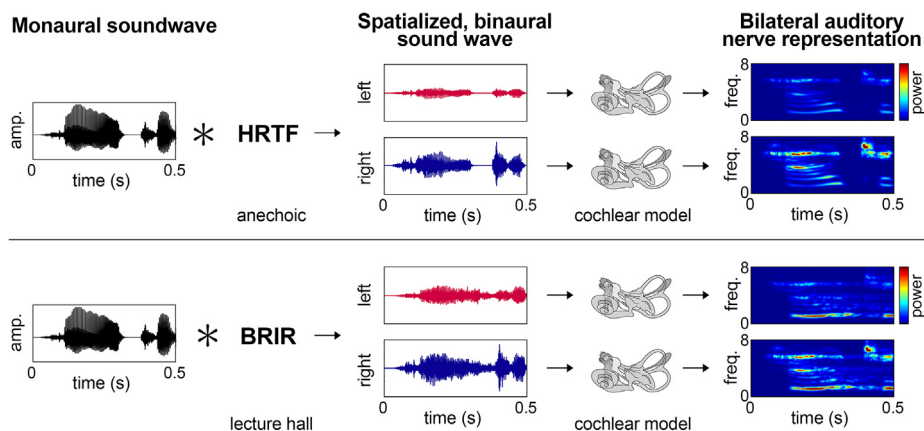 Monaural soundwave
Spatialized, binaural
sound wave
Bilateral auditory
nerve representation
amp.
0
0.5
time (s)
*
HRTF
anechoic
left
right
0
0.5
time (s)
cochlear model
freq.
8
freq.
8
0
0
0.5
time (s)
power
amp.
0
0.5
time (s)
*
BRIR
lecture hall
left
right
0
0.5
time (s)
cochlear model
freq.
8
freq.
8
0
0
0.5
time (s)
power